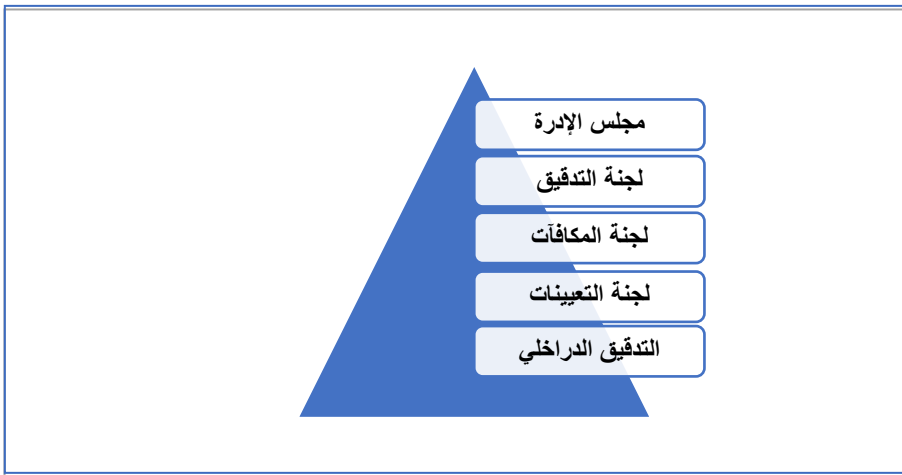 مجلس الإدرة
لجنة التدقيق
لجنة المكافآت
لجنة التعيينات
التدقيق الدراخلي